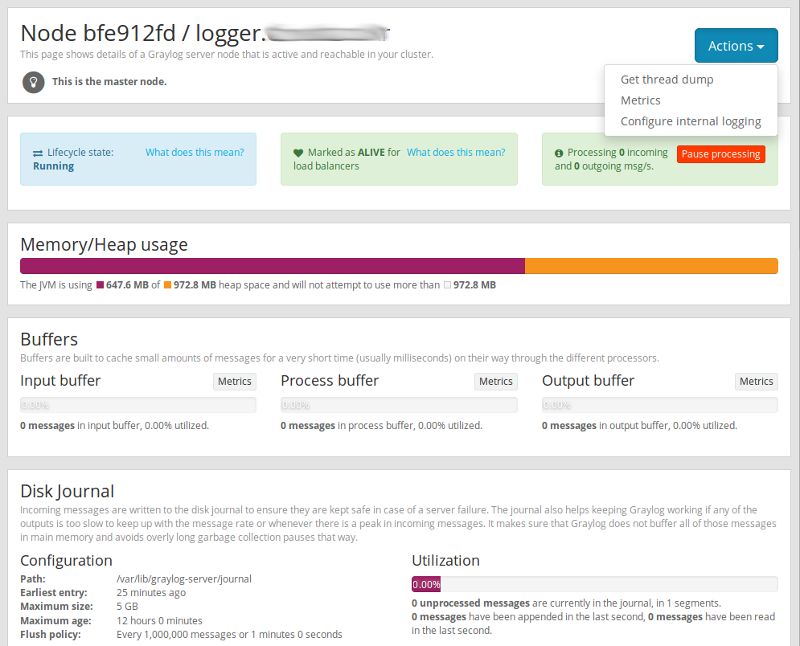 Node bfe912fd / logger.
Actions
This page shows details of a Graylog server node that is active and reachable in your cluster.
This is the master node.
Get thread dump
Metrics
Configure internal logging
Lifecycle state: What does this mean?
Running
Marked as ALIVE for What does this mean?
load balancers
Processing 0 incoming Pause processing
and 0 outgoing msg/s.
Memory/Heap usage
The JVM is using 647.6 MB of 972.8 MB heap space and will not attempt to use more than 972.8 MB
Buffers
Buffers are built to cache small amounts of messages for a very short time (usually milliseconds) on their way through the different processors.
Input buffer Metrics
0.00%
0 messages in input buffer, 0.00% utilized.
Process buffer Metrics
0.00%
0 messages in process buffer, 0.00% utilized.
Output buffer Metrics
0.00%
0 messages in output buffer, 0.00% utilized.
Disk Journal
Incoming messages are written to the disk journal to ensure they are kept safe in case of a server failure. The journal also helps keeping Graylog working if any of the
outputs is too slow to keep up with the message rate or whenever there is a peak in incoming messages. It makes sure that Graylog does not buffer all of those messages
in main memory and avoids overly long garbage collection pauses that way.
Configuration
Path: /var/lib/graylog-server/journal
Earliest entry: 25 minutes ago
Maximum size: 5 GB
Maximum age: 12 hours 0 minutes
Flush policy: Every 1,000,000 messages or 1 minutes 0 seconds
Utilization
0.00%
0 unprocessed messages are currently in the journal, in 1 segments.
0 messages have been appended in the last second, 0 messages have been read
in the last second.